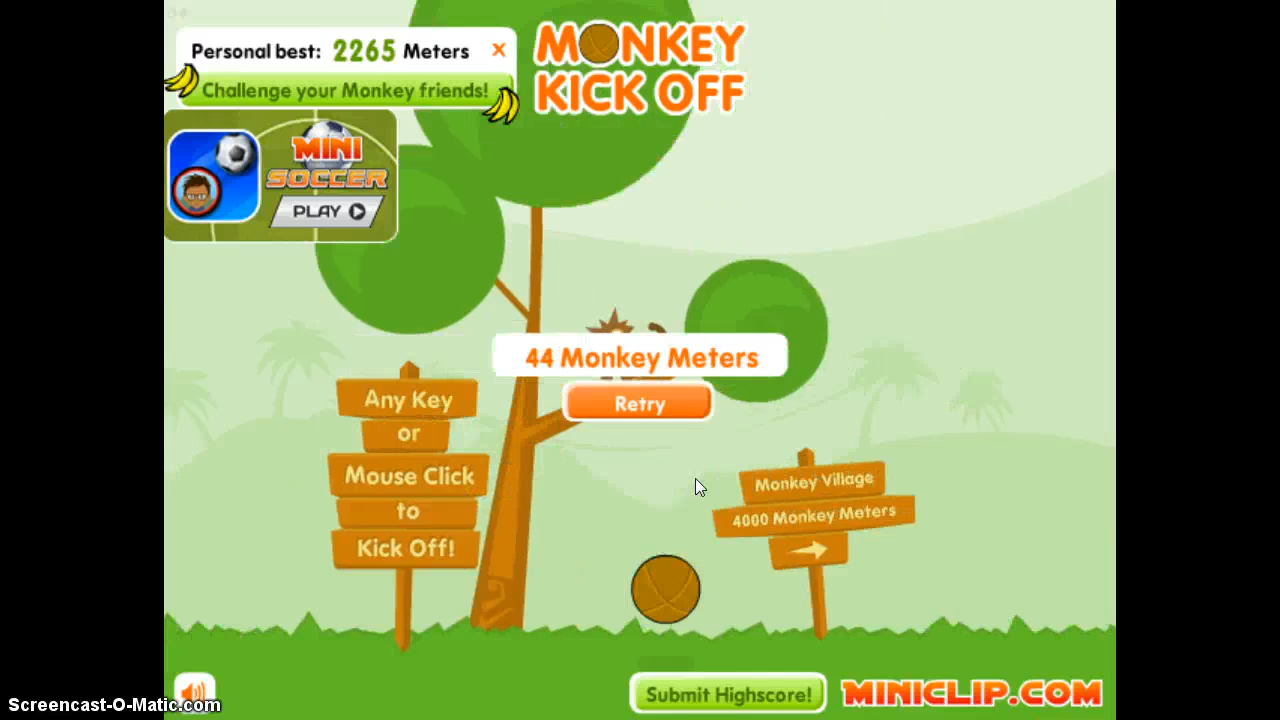 Personal best: 2265 Meters X
Challenge your Monkey friends!
MONKEY
KICK OFF
MINI
SOCCER
PLAY
44 Monkey Meters
Retry
Any Key
or
Mouse Click
to
Kick Off!
Monkey Village
4000 Monkey Meters
Submit Highscore!
MINICLIP.COM
Screencast-O-Matic.com